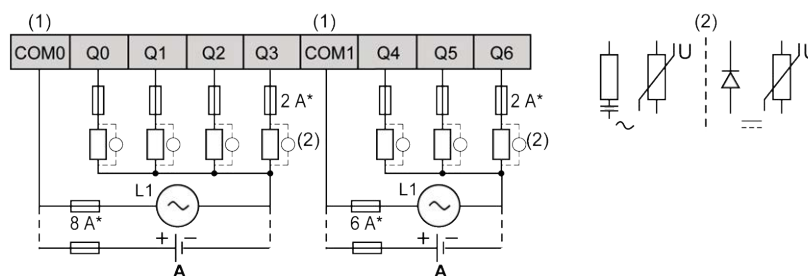 (1) (1) (2)
COM0 Q0 Q1 Q2 Q3 COM1 Q4 Q5 Q6
U U
2 A* 2 A*
(2) (2)
L1 L1
8 A* 6 A*
+ − + −
A A